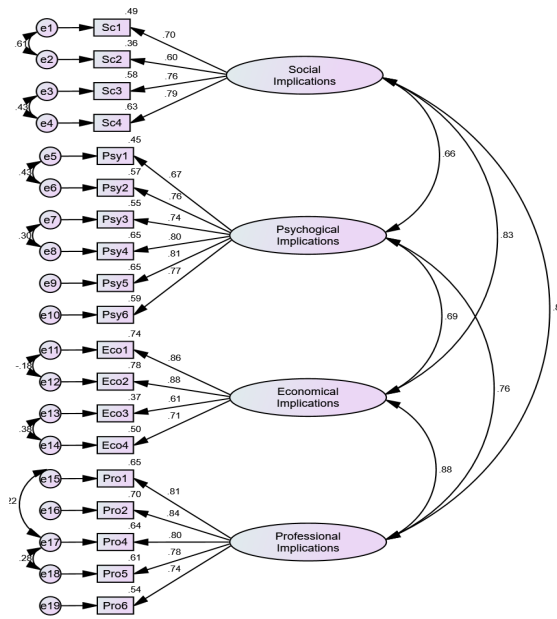 .49
e1
Sc1
.70
.61
.36
e2
Sc2
.60
.58
e3
Sc3
.76
.43
.63
e4
Sc4
.79
Social
Implications
.45
e5
Psy1
.67
.43
.57
e6
Psy2
.76
.55
e7
Psy3
.74
.30
.65
e8
Psy4
.80
.65
e9
Psy5
.81
.59
e10
Psy6
.77
Psychogical
Implications
.66
.83
.69
.76
.74
e11
Eco1
.86
-.18
.78
e12
Eco2
.88
.37
e13
Eco3
.61
.38
.50
e14
Eco4
.71
Economical
Implications
.88
.65
e15
Pro1
.81
.70
e16
Pro2
.84
22
.64
e17
Pro4
.80
.28
.61
e18
Pro5
.78
.54
e19
Pro6
.74
Professional
Implications